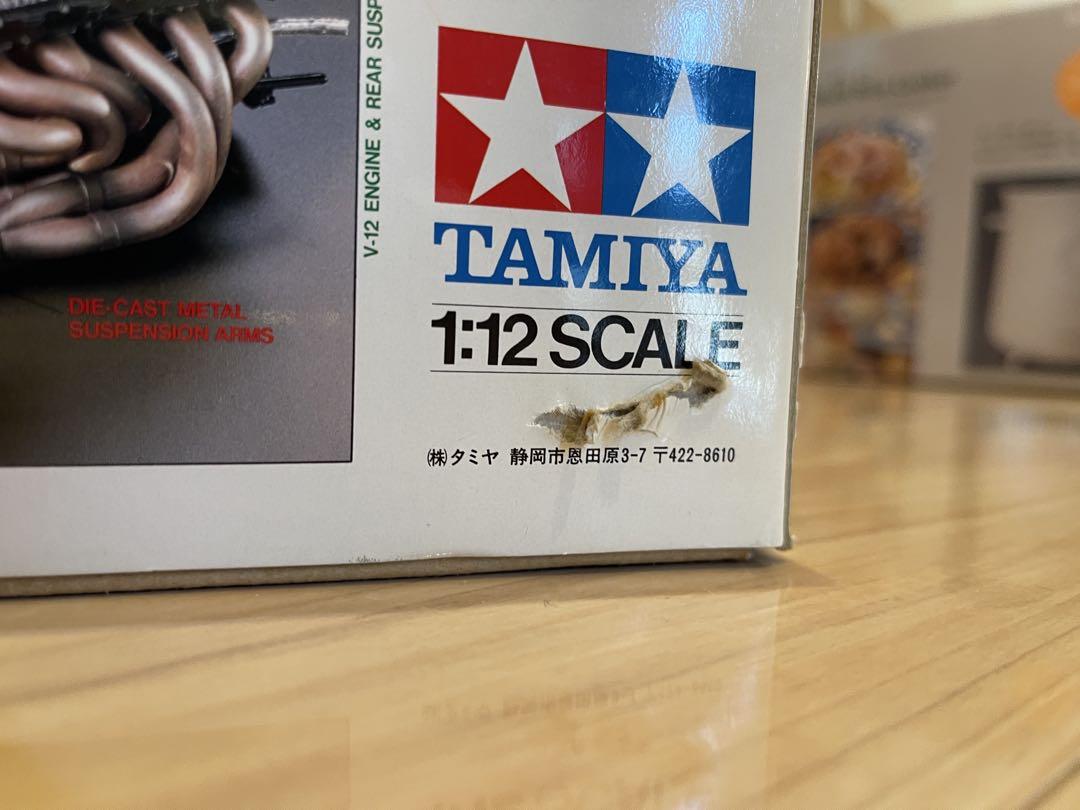 V-12 ENGINE & REAR SUSP
DIE-CAST METAL
SUSPENSION ARMS
TAMIYA
1:12 SCALE
㈱タミヤ 静岡市恩田原3-7 〒422-8610